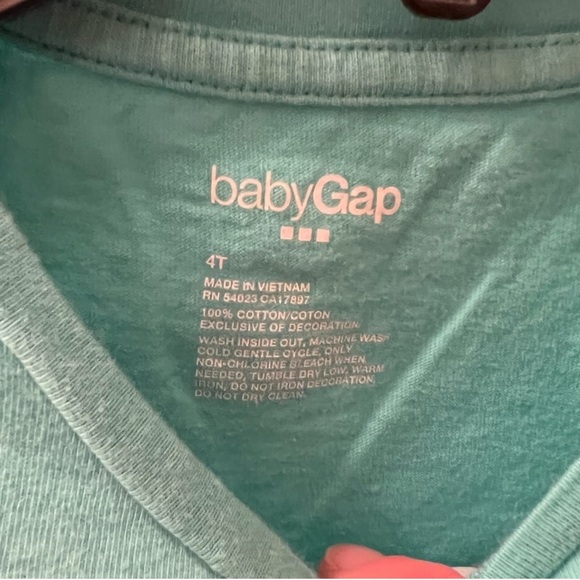 babyGap
4T
MADE IN VIETNAM
RN 54023 CA17897
100% COTTON/COTON
EXCLUSIVE OF DECORATION
WASH INSIDE OUT, MACHINE WASH
COLD GENTLE CYCLE, ONLY
NON-CHLORINE BLEACH WHEN
NEEDED, TUMBLE DRY LOW, WARM
IRON, DO NOT IRON DECORATION,
DO NOT DRY CLEAN.